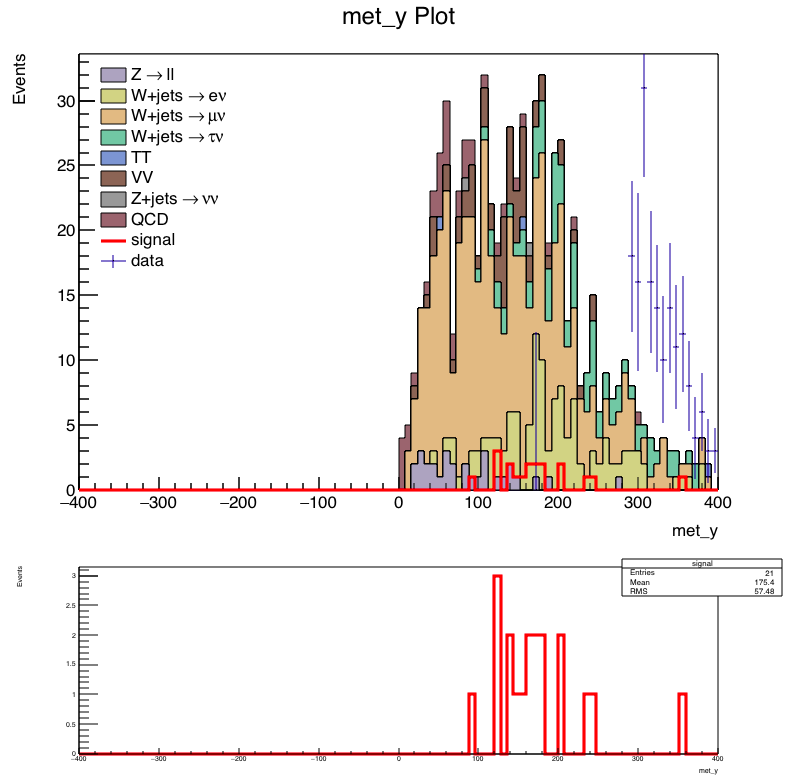 met_y Plot
Events
Z → ll
W+jets → eν
W+jets → μν
W+jets → τν
TT
VV
Z+jets → νν
QCD
signal
data
30
25
20
15
10
5
0
−400 −300 −200 −100 0 100 200 300 400
met_y
Events
signal
Entries 21
Mean 175.4
RMS 57.48
3
2.5
2
1.5
1
0.5
0
−400 −300 −200 −100 0 100 200 300 400
met_y